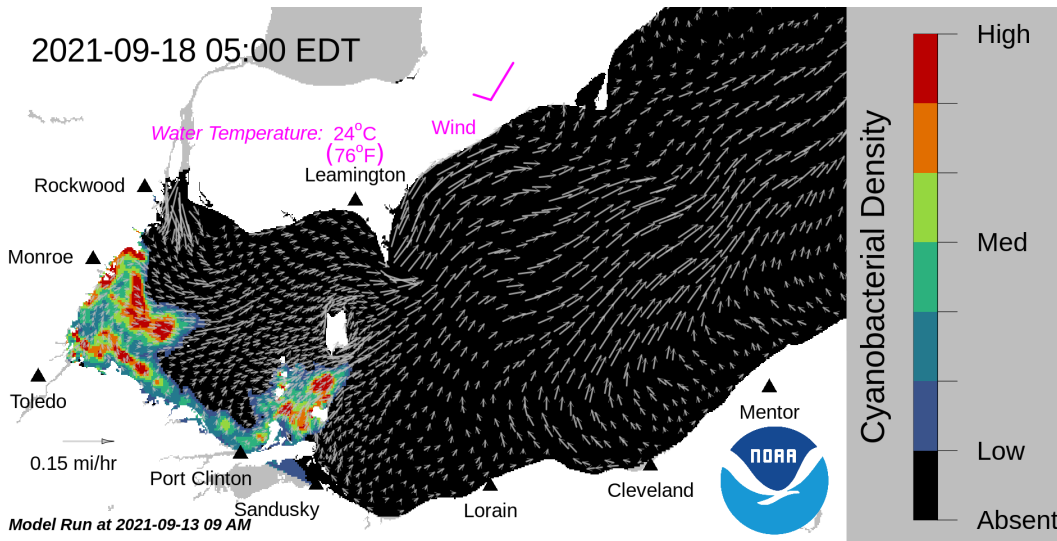 2021-09-18 05:00 EDT
High
Wind
Water Temperature: 24°C
(76°F)
Leamington
Rockwood
Monroe
Cyanobacterial Density
Med
Toledo
Mentor
0.15 mi/hr
NOAA
Low
Port Clinton
Cleveland
Sandusky
Lorain
Absent
Model Run at 2021-09-13 09 AM